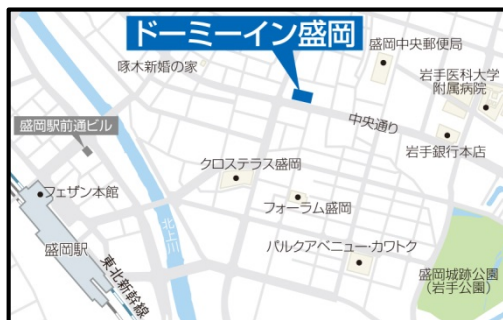 ドーミーイン盛岡
盛岡中央郵便局
啄木新婚の家
岩手医科大学
附属病院
中央通り
盛岡駅前通ビル
岩手銀行本店
クロステラス盛岡
フェザン本館
フォーラム盛岡
北上川
盛岡駅
パルクアベニュー・カワトク
東北新幹線
盛岡城跡公園
(岩手公園)